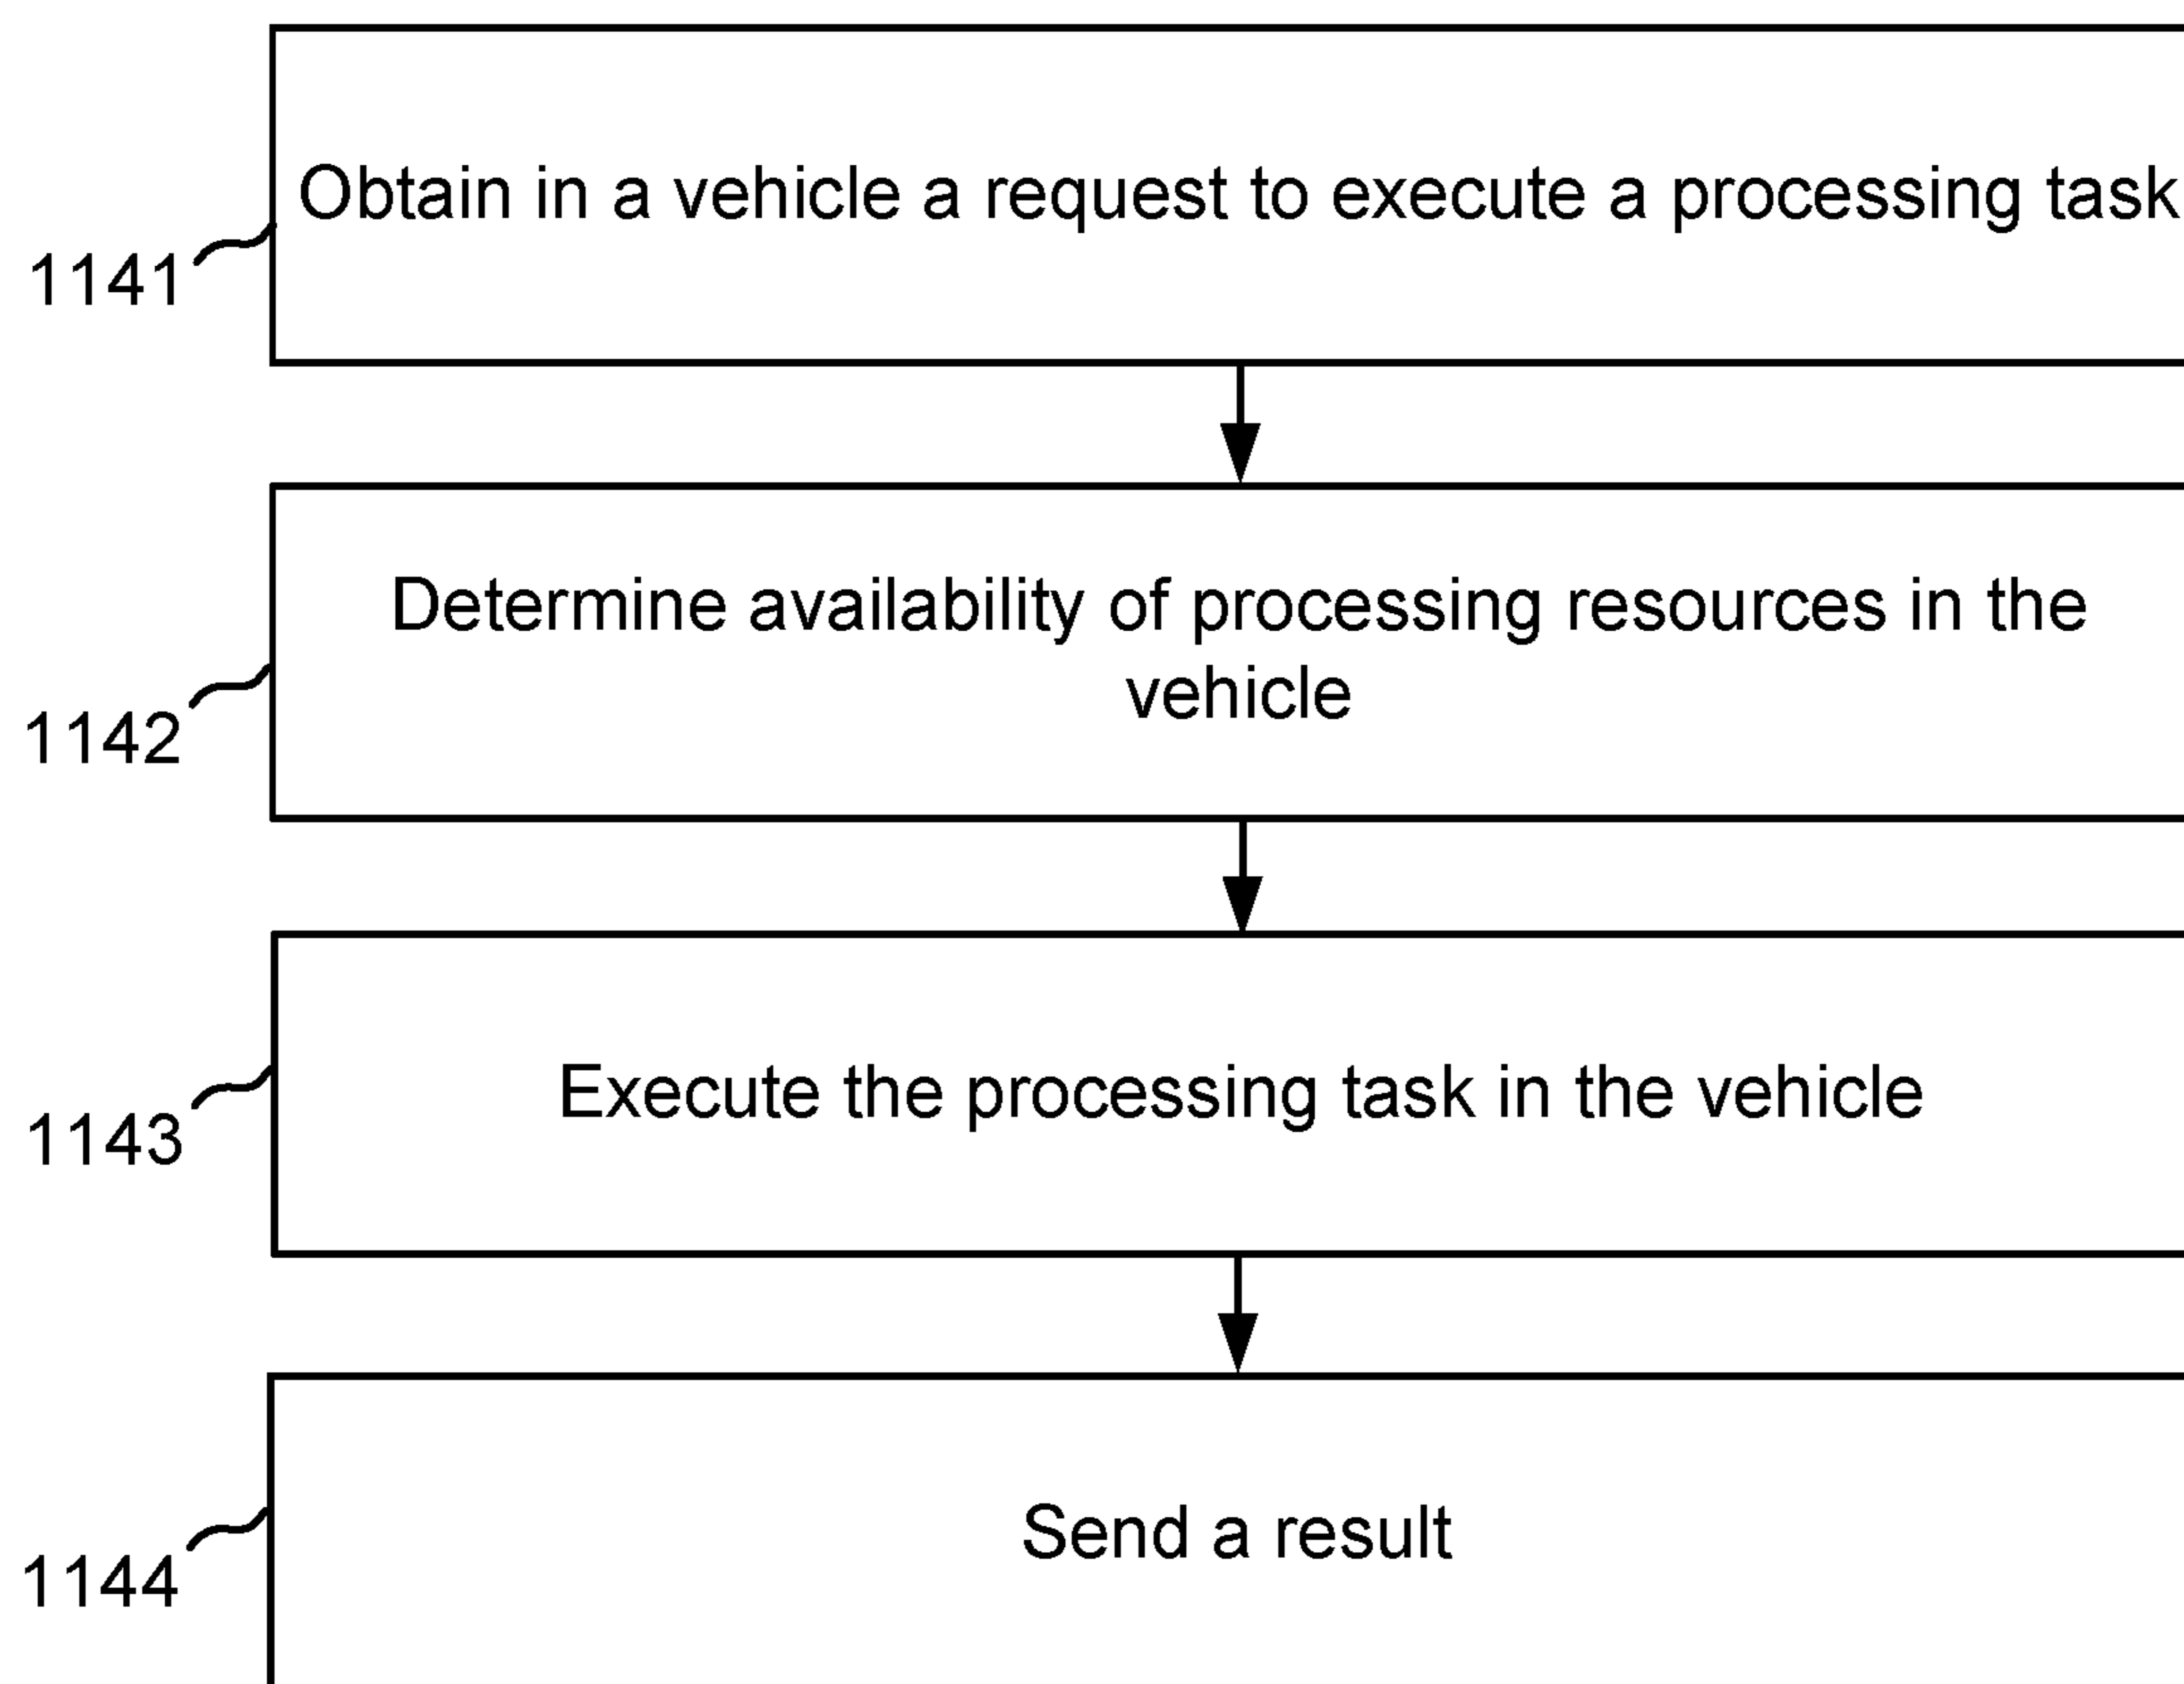 Obtain in a vehicle a request to execute a processing task
1141
Determine availability of processing resources in the
vehicle
1142
Execute the processing task in the vehicle
1143
Send a result
1144